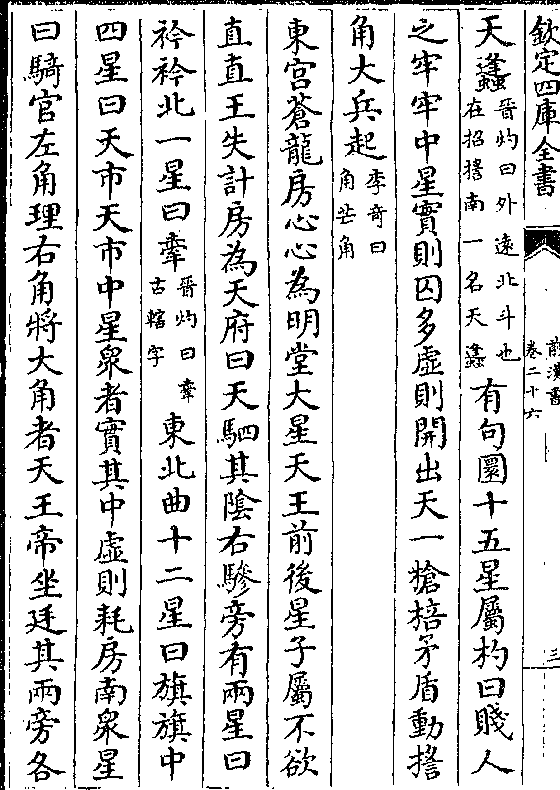 欽定四庫全書
前漢書
卷二十六
三
天蠭晉灼曰外遠北斗也在招揺南一名天蠭有句圜十五星屬杓曰賤人
之牢牢中星實則囚多虛則開出天一槍棓矛盾動揺
角大兵起李奇曰角芒角
東宮蒼龍房心心為明堂大星天王前後星子屬不欲
直直王失計房為天府曰天駟其陰右驂旁有兩星曰
衿衿北一星曰舝晉灼曰舝古轄字東北曲十二星曰旗旗中
四星曰天市天市中星衆者實其中虛則耗房南衆星
曰騎官左角理右角將大角者天王帝坐廷其兩旁各